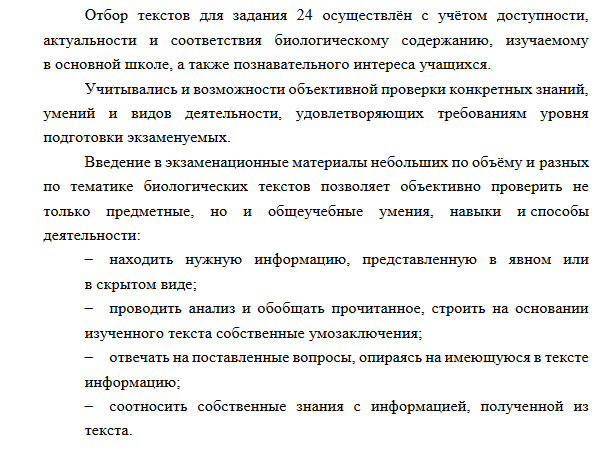 Отбор текстов для задания 24 осуществлён с учётом доступности,
актуальности и соответствия биологическому содержанию, изучаемому
в основной школе, а также познавательного интереса учащихся.
Учитывались и возможности объективной проверки конкретных знаний,
умений и видов деятельности, удовлетворяющих требованиям уровня
подготовки экзаменуемых.
Введение в экзаменационные материалы небольших по объёму и разных
по тематике биологических текстов позволяет объективно проверить не
только предметные, но и общеучебные умения, навыки и способы
деятельности:
– находить нужную информацию, представленную в явном или
в скрытом виде;
– проводить анализ и обобщать прочитанное, строить на основании
изученного текста собственные умозаключения;
– отвечать на поставленные вопросы, опираясь на имеющуюся в тексте
информацию;
– соотносить собственные знания с информацией, полученной из
текста.